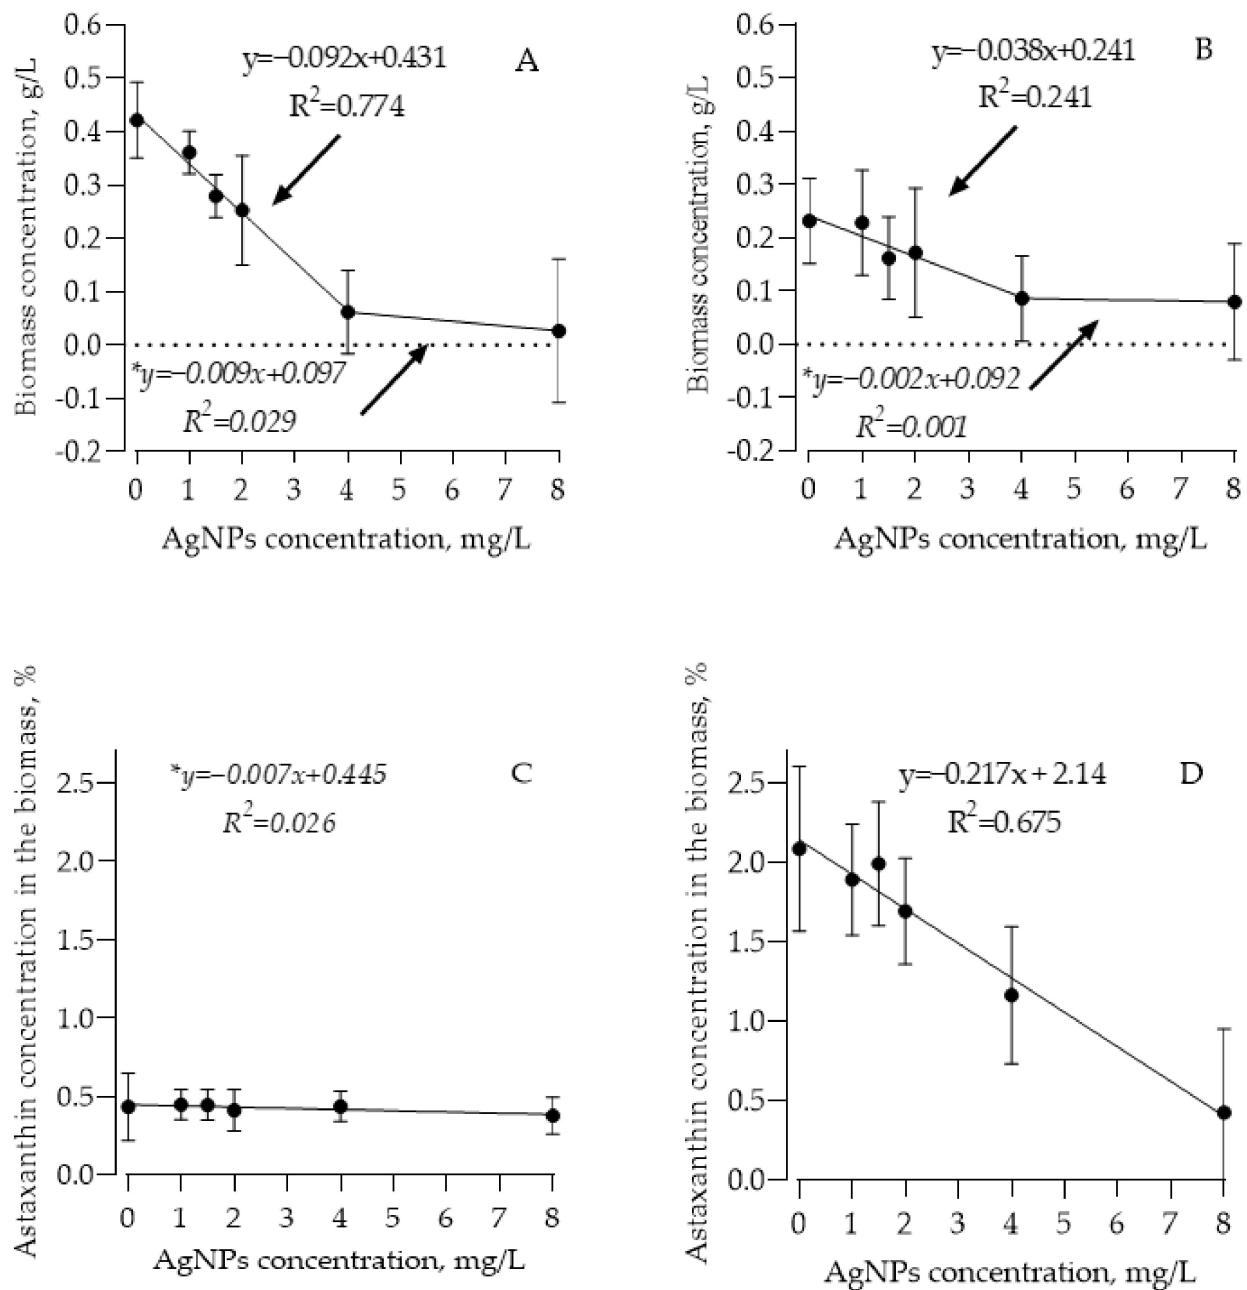 Biomass concentration, g/L
0.6
0.5
0.4
0.3
0.2
0.1
0.0
-0.1
-0.2
y=−0.092x+0.431
R²=0.774
A
*y=−0.009x+0.097
R²=0.029
0 1 2 3 4 5 6 7 8
AgNPs concentration, mg/L
Biomass concentration, g/L
0.6
0.5
0.4
0.3
0.2
0.1
0.0
-0.1
-0.2
y=−0.038x+0.241
R²=0.241
B
*y=−0.002x+0.092
R²=0.001
0 1 2 3 4 5 6 7 8
AgNPs concentration, mg/L
Astaxanthin concentration in the biomass, %
2.5
2.0
1.5
1.0
0.5
0.0
*y=−0.007x+0.445
R²=0.026
C
0 1 2 3 4 5 6 7 8
AgNPs concentration, mg/L
Astaxanthin concentration in the biomass, %
2.5
2.0
1.5
1.0
0.5
0.0
y=−0.217x + 2.14
R²=0.675
D
0 1 2 3 4 5 6 7 8
AgNPs concentration, mg/L